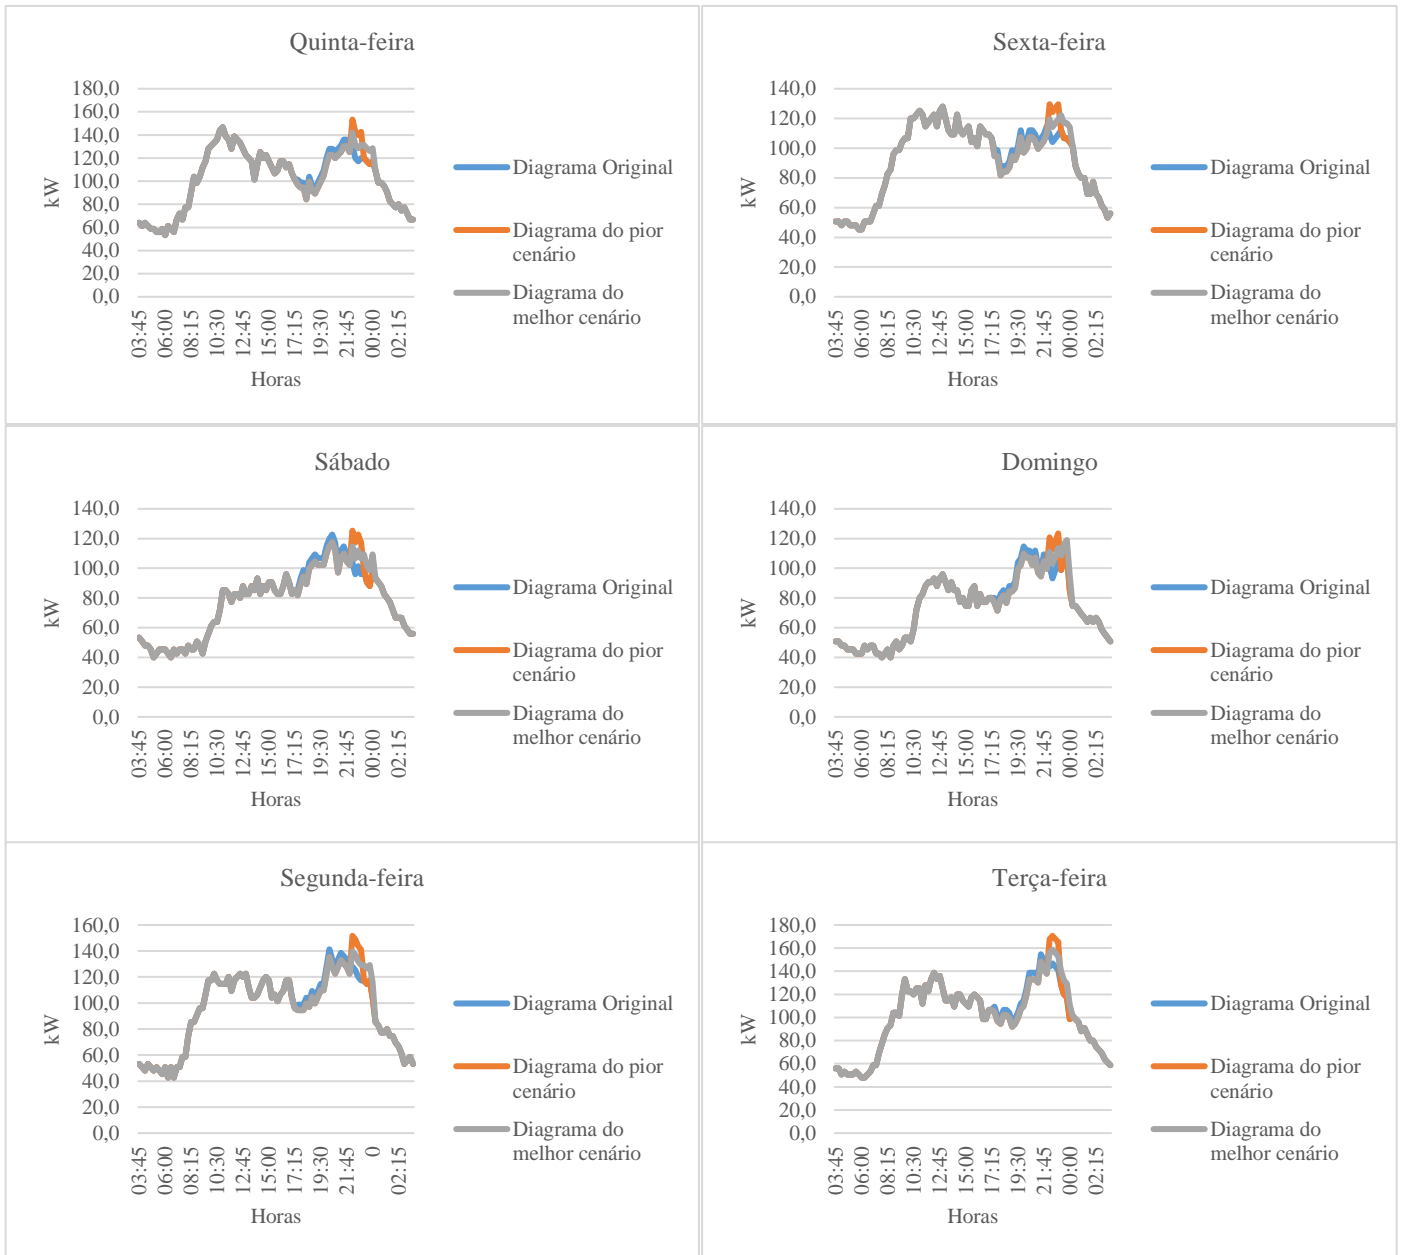 Quinta-feira
180,0
160,0
140,0
120,0
100,0
80,0
60,0
40,0
20,0
0,0
kW
03:45
06:00
08:15
10:30
12:45
15:00
17:15
19:30
21:45
00:00
02:15
Horas
Diagrama Original
Diagrama do pior
cenário
Diagrama do
melhor cenário
Sexta-feira
140,0
120,0
100,0
80,0
60,0
40,0
20,0
0,0
kW
03:45
06:00
08:15
10:30
12:45
15:00
17:15
19:30
21:45
00:00
02:15
Horas
Diagrama Original
Diagrama do pior
cenário
Diagrama do
melhor cenário
Sábado
140,0
120,0
100,0
80,0
60,0
40,0
20,0
0,0
kW
03:45
06:00
08:15
10:30
12:45
15:00
17:15
19:30
21:45
00:00
02:15
Horas
Diagrama Original
Diagrama do pior
cenário
Diagrama do
melhor cenário
Domingo
140,0
120,0
100,0
80,0
60,0
40,0
20,0
0,0
kW
03:45
06:00
08:15
10:30
12:45
15:00
17:15
19:30
21:45
00:00
02:15
Horas
Diagrama Original
Diagrama do pior
cenário
Diagrama do
melhor cenário
Segunda-feira
160,0
140,0
120,0
100,0
80,0
60,0
40,0
20,0
0,0
kW
03:45
06:00
08:15
10:30
12:45
15:00
17:15
19:30
21:45
0
02:15
Horas
Diagrama Original
Diagrama do pior
cenário
Diagrama do
melhor cenário
Terça-feira
180,0
160,0
140,0
120,0
100,0
80,0
60,0
40,0
20,0
0,0
kW
03:45
06:00
08:15
10:30
12:45
15:00
17:15
19:30
21:45
00:00
02:15
Horas
Diagrama Original
Diagrama do pior
cenário
Diagrama do
melhor cenário